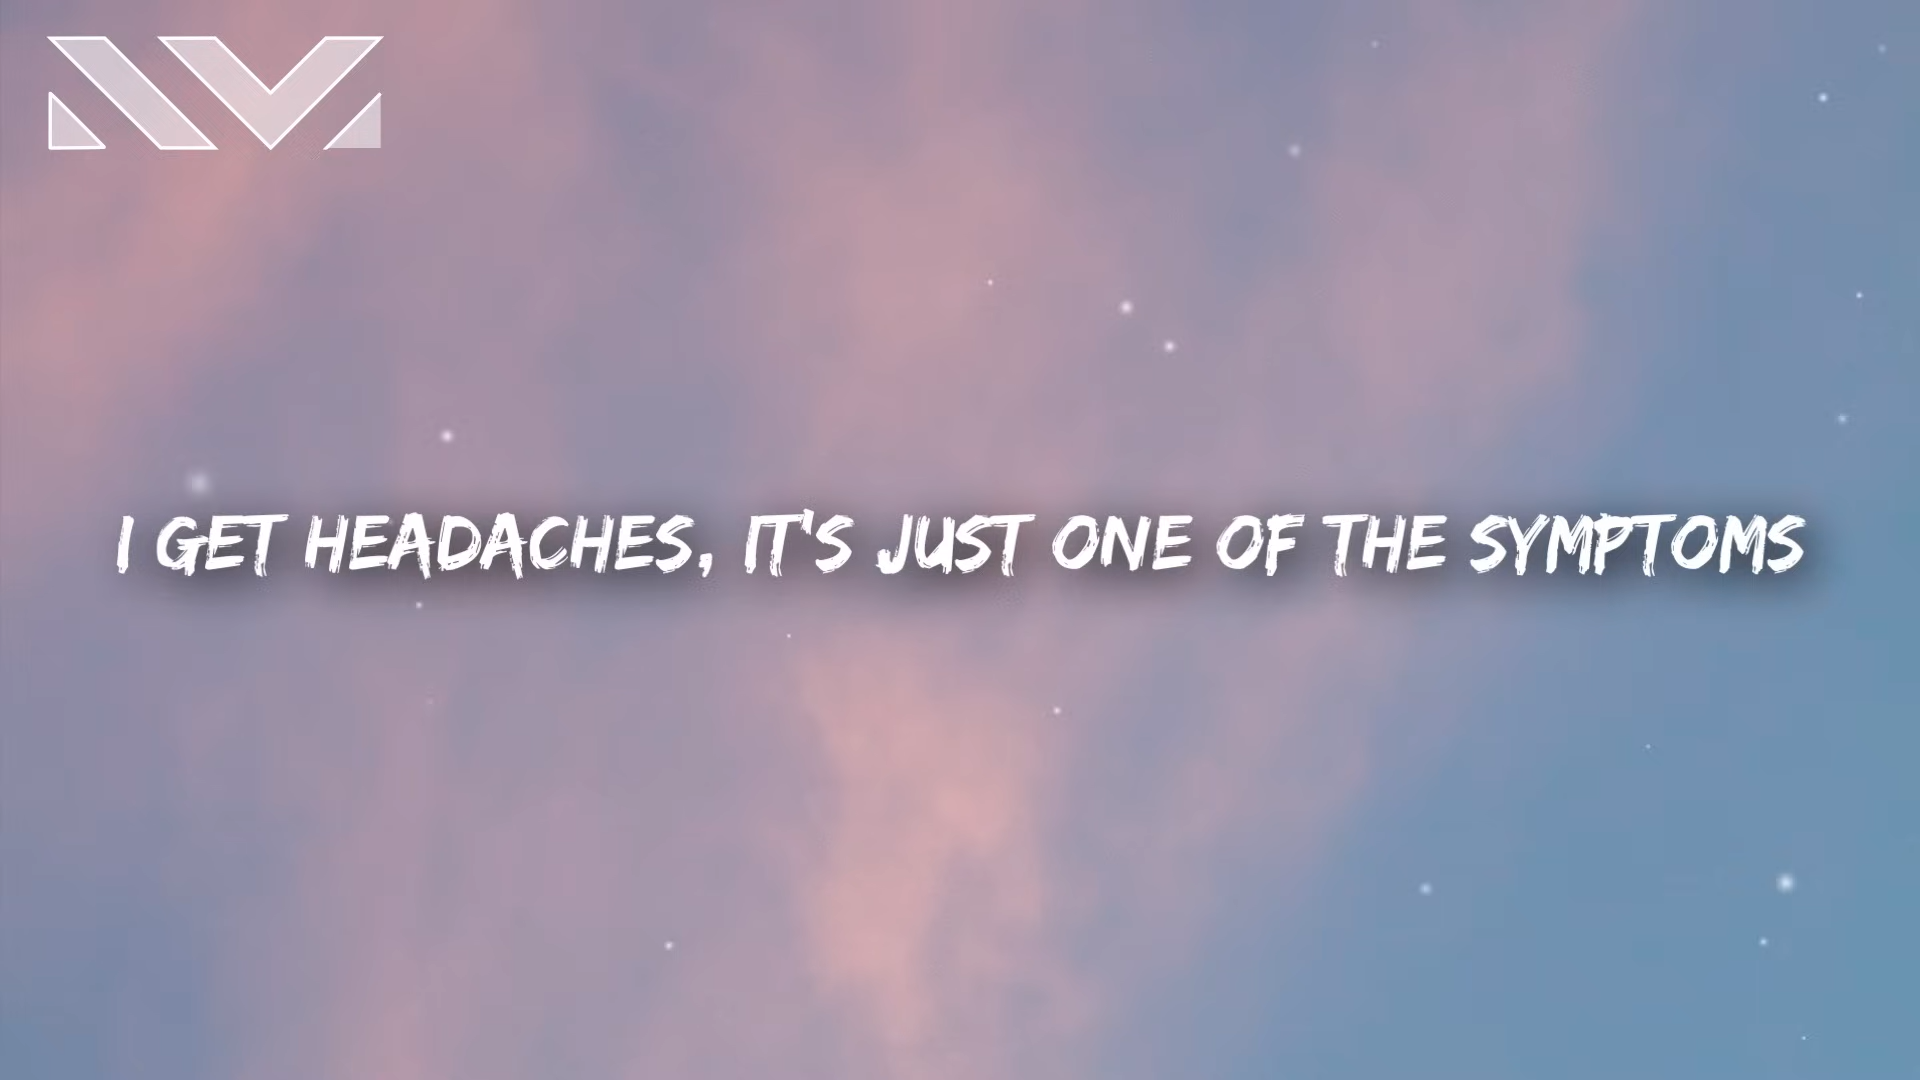 I GET HEADACHES, IT'S JUST ONE OF THE SYMPTOMS